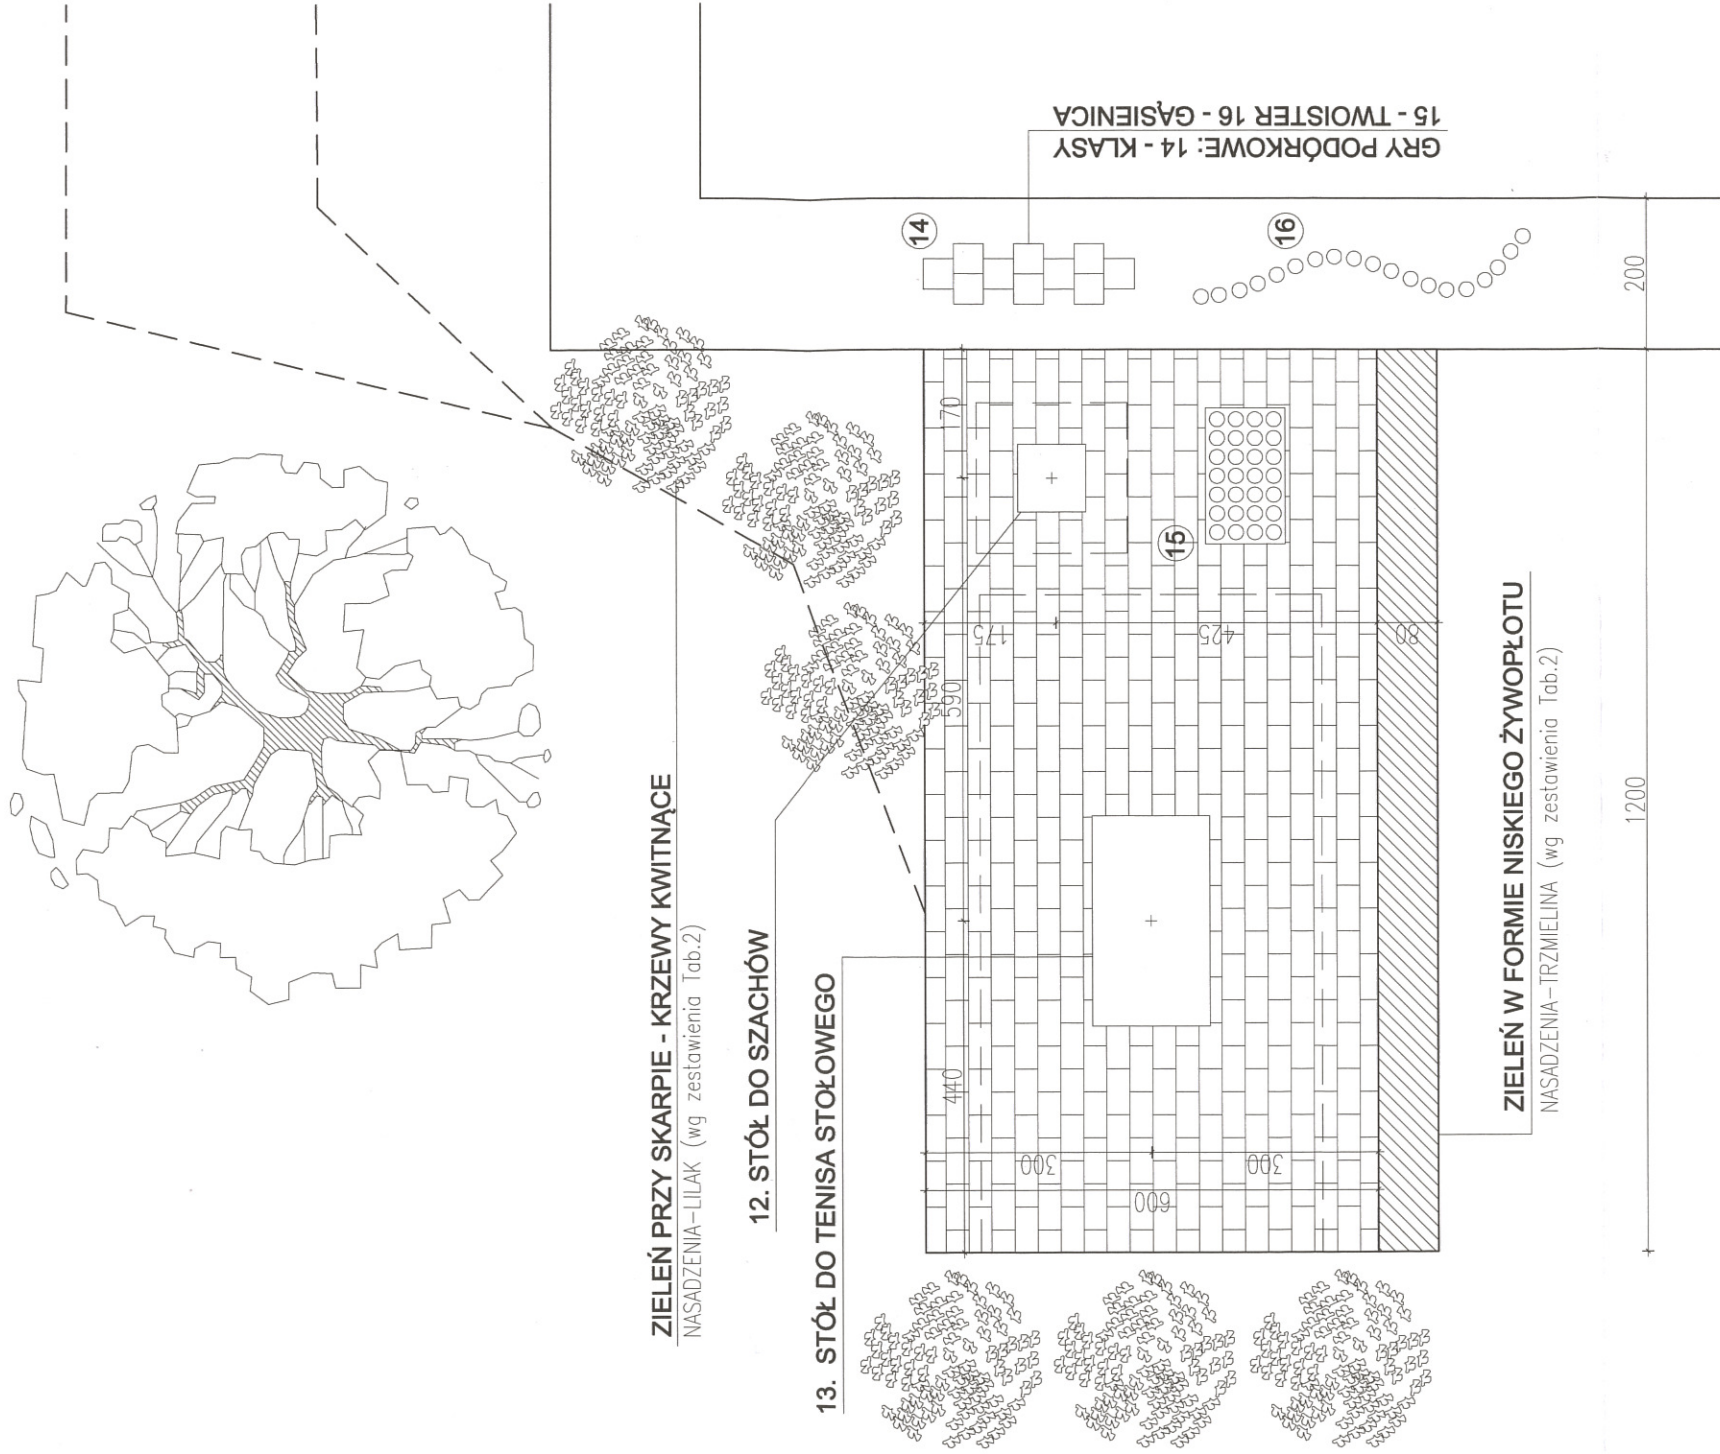 ZIELEŃ PRZY SKARPIE - KRZEWY KWITNĄCE
NASADZENIA-LILAK (wg zestawienia Tab.2)
12. STÓŁ DO SZACHÓW
13. STÓŁ DO TENISA STOŁOWEGO
GRY PODÓRKOWE: 14 - KLASY
15 - TWOISTER 16 - GĄSIENICA
14
16
15
170
590
440
175
425
80
300
300
600
200
1200
ZIELEŃ W FORMIE NISKIEGO ŻYWOPŁOTU
NASADZENIA-TRZMIELINA (wg zestawienia Tab.2)